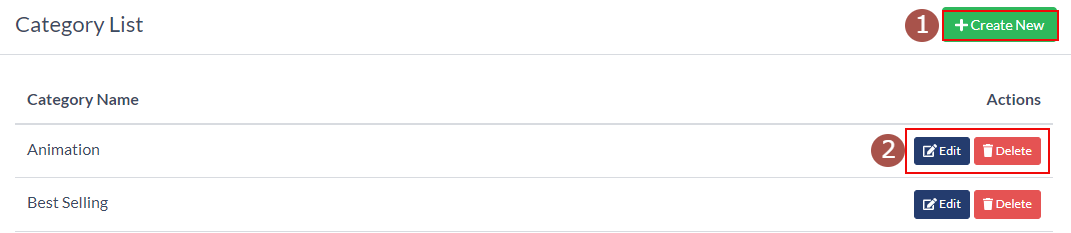 Category List
1
Create New
Category Name Actions
Animation
2
Edit Delete
Best Selling Edit Delete